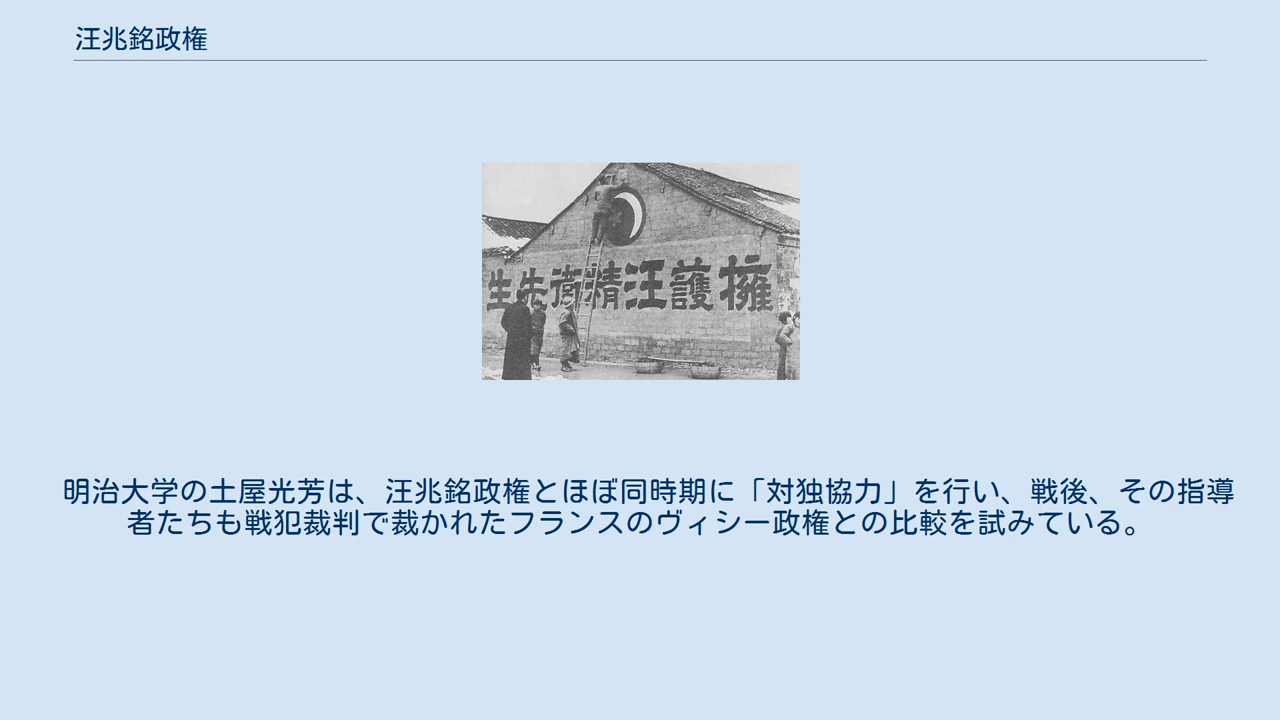 汪兆銘政権
擁護汪精衛先生
明治大学の土屋光芳は、汪兆銘政権とほぼ同時期に「対独協力」を行い、戦後、その指導
者たちも戦犯裁判で裁かれたフランスのヴィシー政権との比較を試みている。